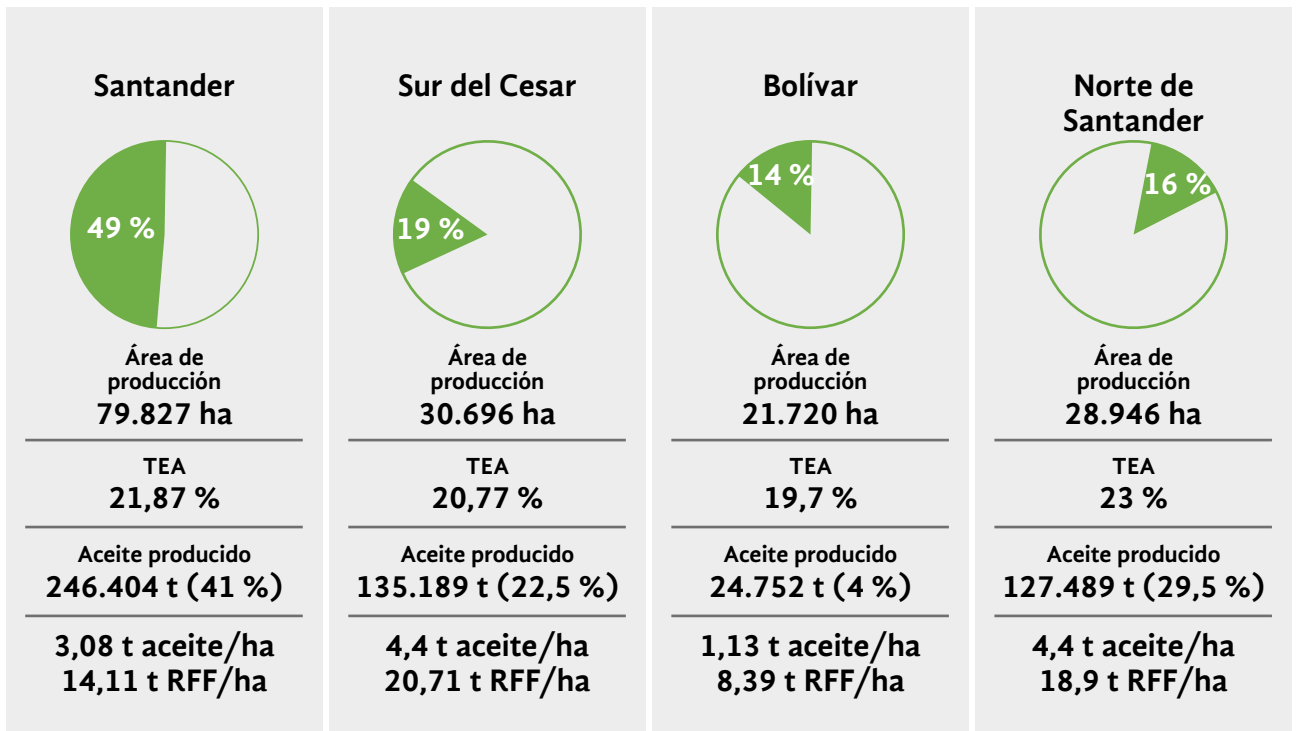 Santander
49 %
Área de
producción
79.827 ha
TEA
21,87 %
Aceite producido
246.404 t (41 %)
3,08 t aceite/ha
14,11 t RFF/ha
Sur del Cesar
19 %
Área de
producción
30.696 ha
TEA
20,77 %
Aceite producido
135.189 t (22,5 %)
4,4 t aceite/ha
20,71 t RFF/ha
Bolívar
14 %
Área de
producción
21.720 ha
TEA
19,7 %
Aceite producido
24.752 t (4 %)
1,13 t aceite/ha
8,39 t RFF/ha
Norte de
Santander
16 %
Área de
producción
28.946 ha
TEA
23 %
Aceite producido
127.489 t (29,5 %)
4,4 t aceite/ha
18,9 t RFF/ha